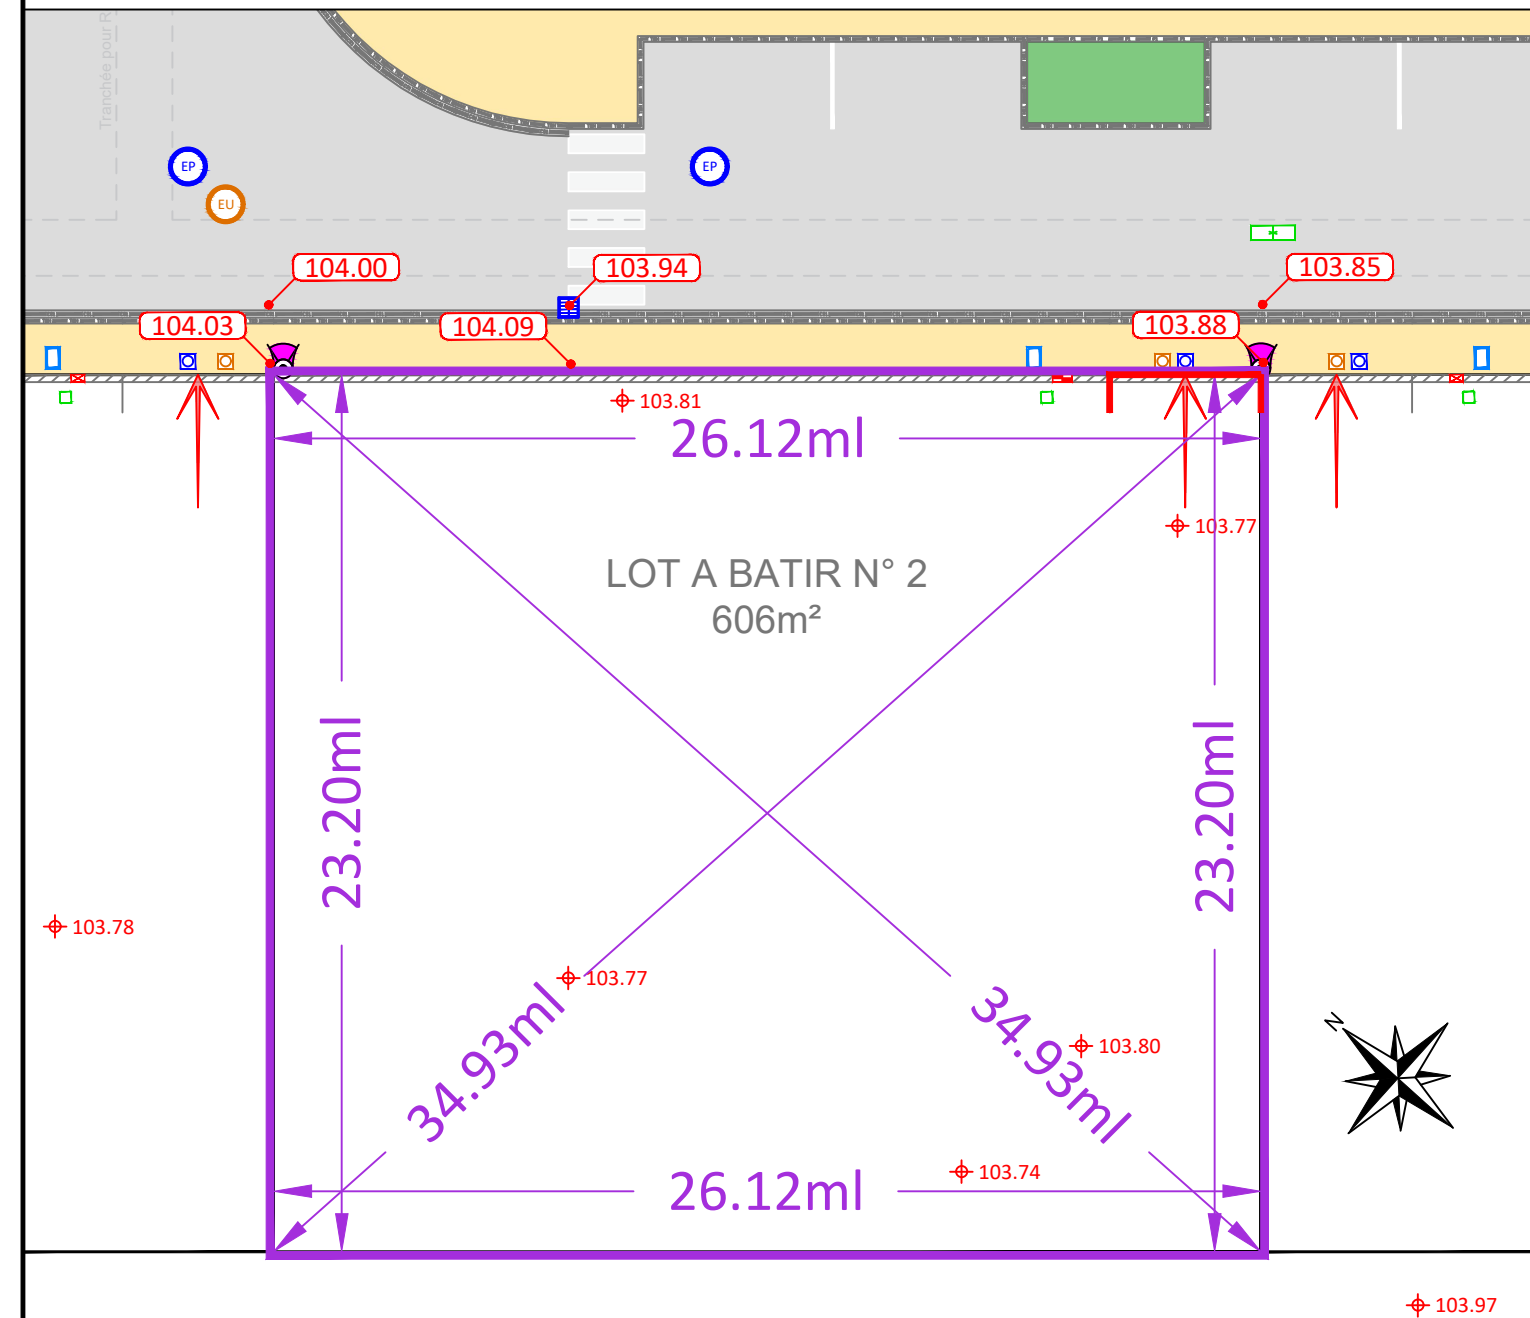 Tranchée pour R
EP
EP
EU
104.00
103.94
103.85
104.03
104.09
103.88
103.81
26.12ml
103.77
LOT A BATIR N° 2
606m²
23.20ml
23.20ml
103.78
103.77
34.93ml
34.93ml
N
103.80
103.74
26.12ml
103.97